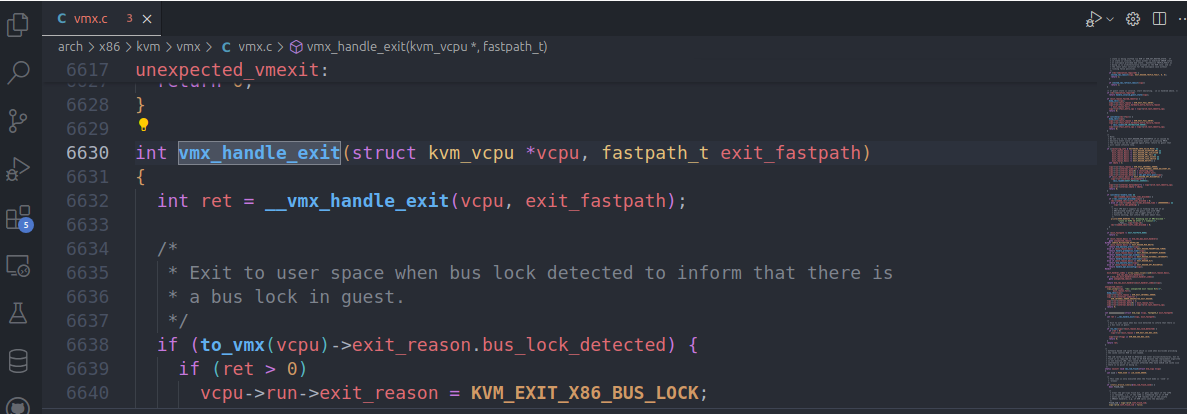 vmx.c 3
arch > x86 > kvm > vmx > C vmx.c > vmx_handle_exit(kvm_vcpu *, fastpath_t)
6617 unexpected_vmexit:
6628 }
6629
6630 int vmx_handle_exit(struct kvm_vcpu *vcpu, fastpath_t exit_fastpath)
6631 {
6632 int ret = __vmx_handle_exit(vcpu, exit_fastpath);
6633
6634 /*
6635 * Exit to user space when bus lock detected to inform that there is
6636 * a bus lock in guest.
6637 */
6638 if (to_vmx(vcpu)->exit_reason.bus_lock_detected) {
6639 if (ret > 0)
6640 vcpu->run->exit_reason = KVM_EXIT_X86_BUS_LOCK;
5